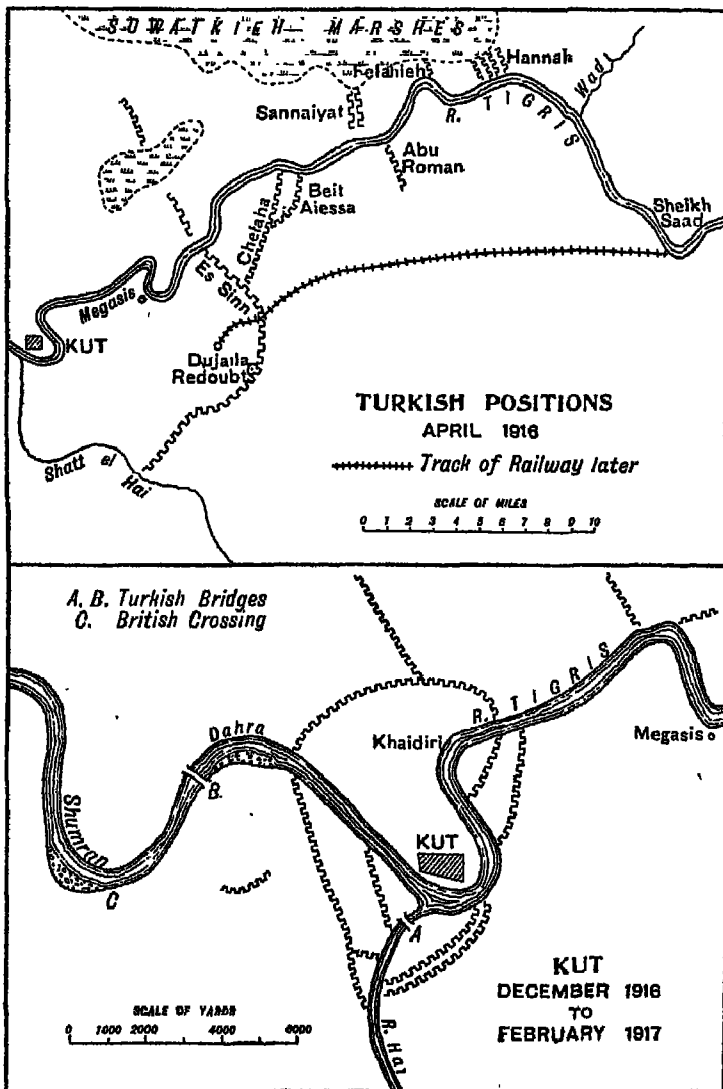 SUWATKIEH MARSHES
Hannah
Felahieh
Wadi
Sannaiyat
R. TIGRIS
Abu
Roman
Beit
Aiessa
Sheikh
Saad
Chelaha
Es Sinn
Megasis
KUT
Dujaila
Redoubt
Shatt el Hai
TURKISH POSITIONS
APRIL 1916
Track of Railway later
SCALE OF MILES
0 1 2 3 4 5 6 7 8 9 10
A. B. Turkish Bridges
C. British Crossing
R. TIGRIS
Dahra
Khaidiri
Megasis
B.
Shumran
KUT
C
A
KUT
DECEMBER 1916
TO
FEBRUARY 1917
SCALE OF YARDS
0 1000 2000 4000 6000
R. Hai